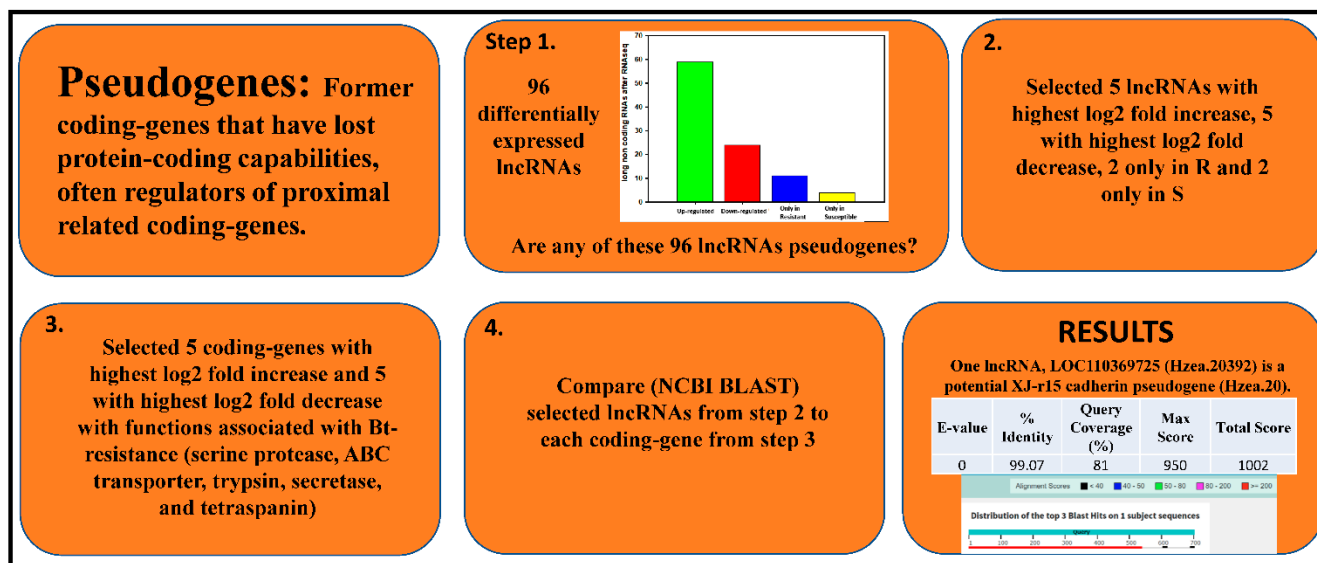 Pseudogenes: Former
coding-genes that have lost
protein-coding capabilities,
often regulators of proximal
related coding-genes.
Step 1.
96
differentially
expressed
lncRNAs
long non coding RNAs after RNAseq
70
60
50
40
30
20
10
0
Up-regulated
Down-regulated
Only in
Resistant
Only in
Susceptible
Are any of these 96 lncRNAs pseudogenes?
2.
Selected 5 lncRNAs with
highest log2 fold increase, 5
with highest log2 fold
decrease, 2 only in R and 2
only in S
3.
Selected 5 coding-genes with
highest log2 fold increase and 5
with highest log2 fold decrease
with functions associated with Bt-
resistance (serine protease, ABC
transporter, trypsin, secretase,
and tetraspanin)
4.
Compare (NCBI BLAST)
selected lncRNAs from step 2 to
each coding-gene from step 3
RESULTS
One lncRNA, LOC110369725 (Hzea.20392) is a
potential XJ-r15 cadherin pseudogene (Hzea.20).
E-value % Identity Query Coverage (%) Max Score Total Score
0 99.07 81 950 1002
Alignment Scores < 40 40 - 50 50 - 80 80 - 200 >= 200
Distribution of the top 3 Blast Hits on 1 subject sequences
Query
1 100 200 300 400 500 600 700